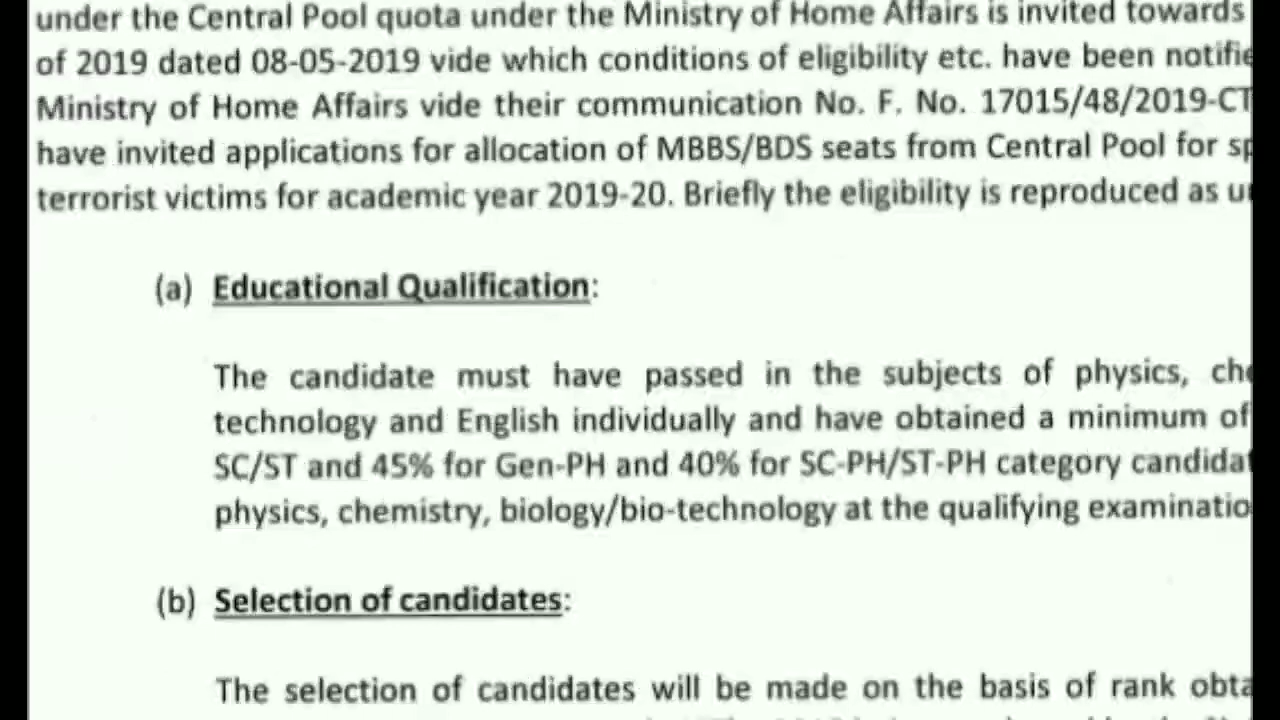 under the Central Pool quota under the Ministry of Home Affairs is invited towards
of 2019 dated 08-05-2019 vide which conditions of eligibility etc. have been
Ministry of Home Affairs vide their communication No. F. No. 17015/48/2019-CT
have invited applications for allocation of MBBS/BDS seats from Central Pool for
terrorist victims for academic year 2019-20. Briefly the eligibility is reproduced as
(a) Educational Qualification:
The candidate must have passed in the subjects of physics,
technology and English individually and have obtained a minimum of
SC/ST and 45% for Gen-PH and 40% for SC-PH/ST-PH category
physics, chemistry, biology/bio-technology at the qualifying
(b) Selection of candidates:
The selection of candidates will be made on the basis of rank